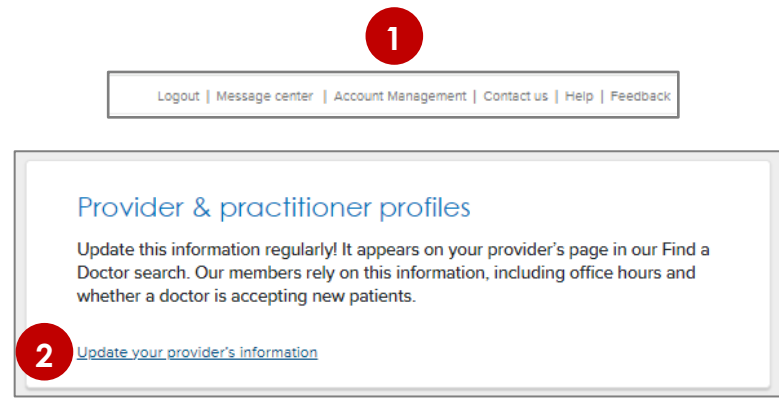 1
Logout | Message center | Account Management | Contact us | Help | Feedback
Provider & practitioner profiles
Update this information regularly! It appears on your provider's page in our Find a
Doctor search. Our members rely on this information, including office hours and
whether a doctor is accepting new patients.
2 Update your provider's information